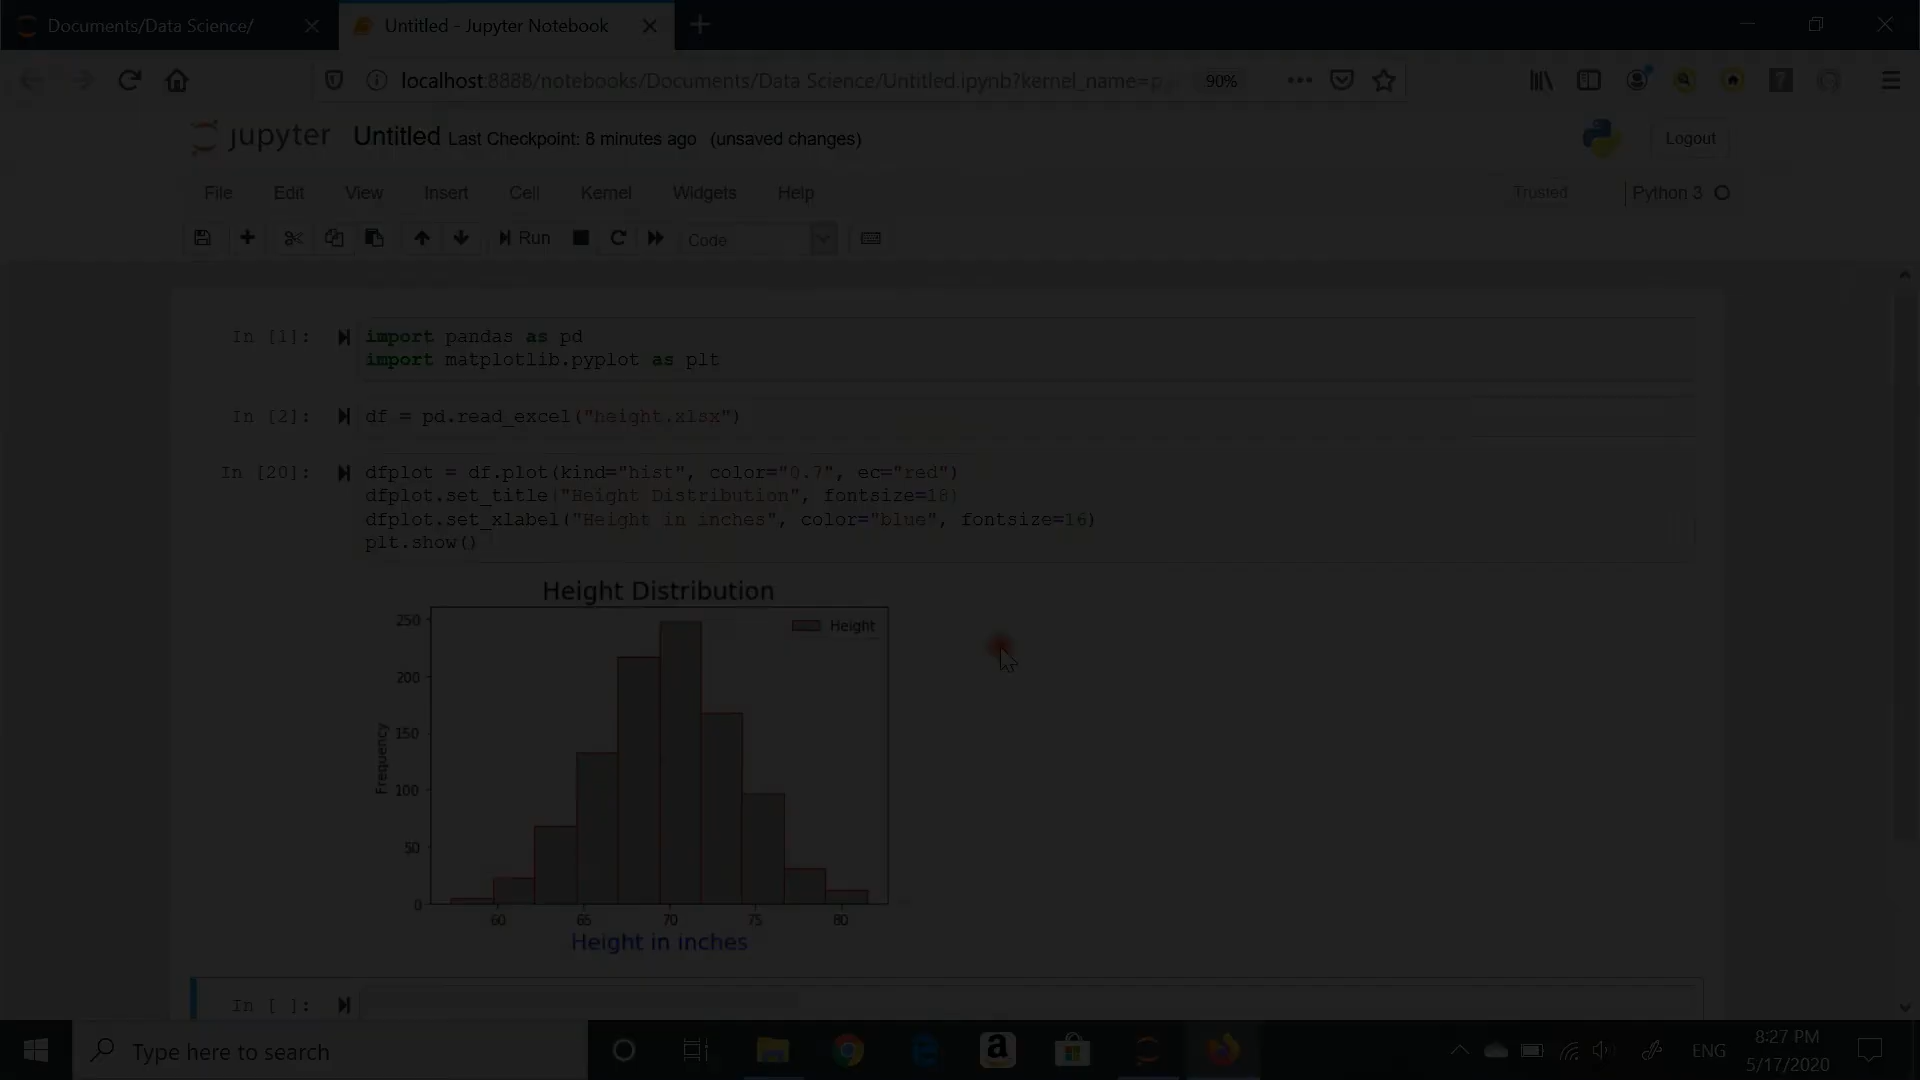 Documents/Data Science/
Untitled - Jupyter Notebook
localhost:8888/notebooks/Documents/Data Science/Untitled.ipynb?kernel_name=p
90%
jupyter Untitled Last Checkpoint: 8 minutes ago (unsaved changes)
Logout
File Edit View Insert Cell Kernel Widgets Help
Trusted Python 3
Run Code
In [1]: import pandas as pd
import matplotlib.pyplot as plt
In [2]: df = pd.read_excel("height.xlsx")
In [20]: dfplot = df.plot(kind="hist", color="0.7", ec="red")
dfplot.set_title("Height Distribution", fontsize=18)
dfplot.set_xlabel("Height in inches", color="blue", fontsize=16)
plt.show()
Height Distribution
Height
250
200
150
100
50
0
Frequency
60 65 70 75 80
Height in inches
In [ ]:
Type here to search
a
ENG
8:27 PM
5/17/2020